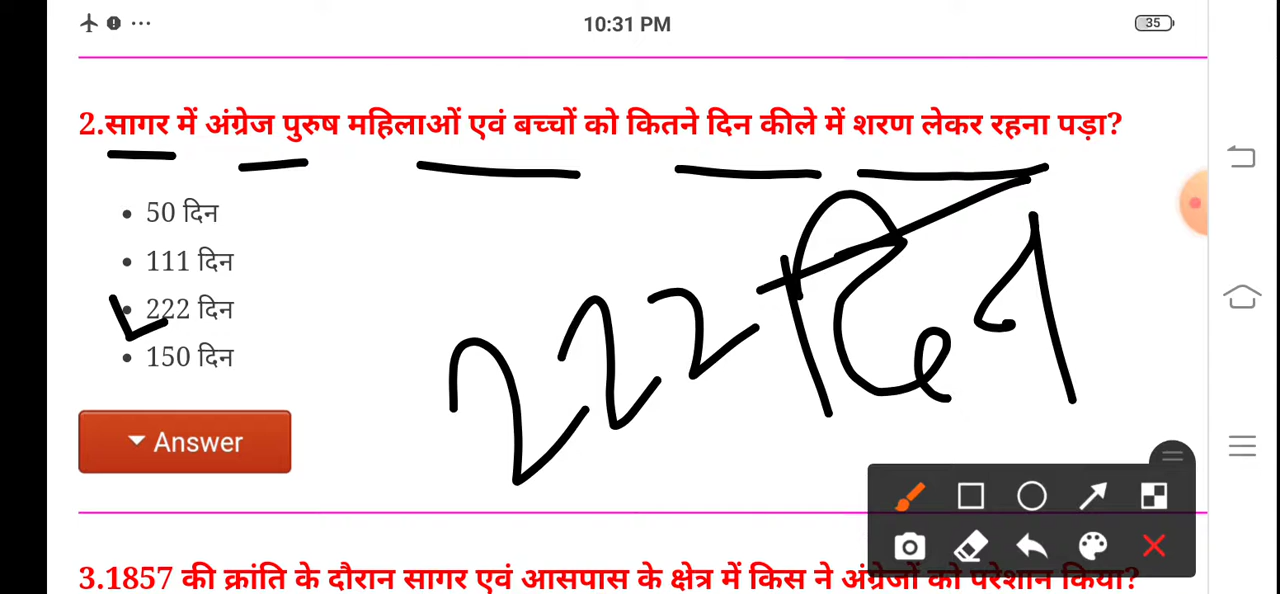 10:31 PM
35
2.सागर में अंग्रेज पुरुष महिलाओं एवं बच्चों को कितने दिन कीले में शरण लेकर रहना पड़ा?
50 दिन
111 दिन
222 दिन
150 दिन
222 दिन
Answer
3.1857 की क्रांति के दौरान सागर एवं आसपास के क्षेत्र में किस ने अंग्रेजों को परेशान किया?